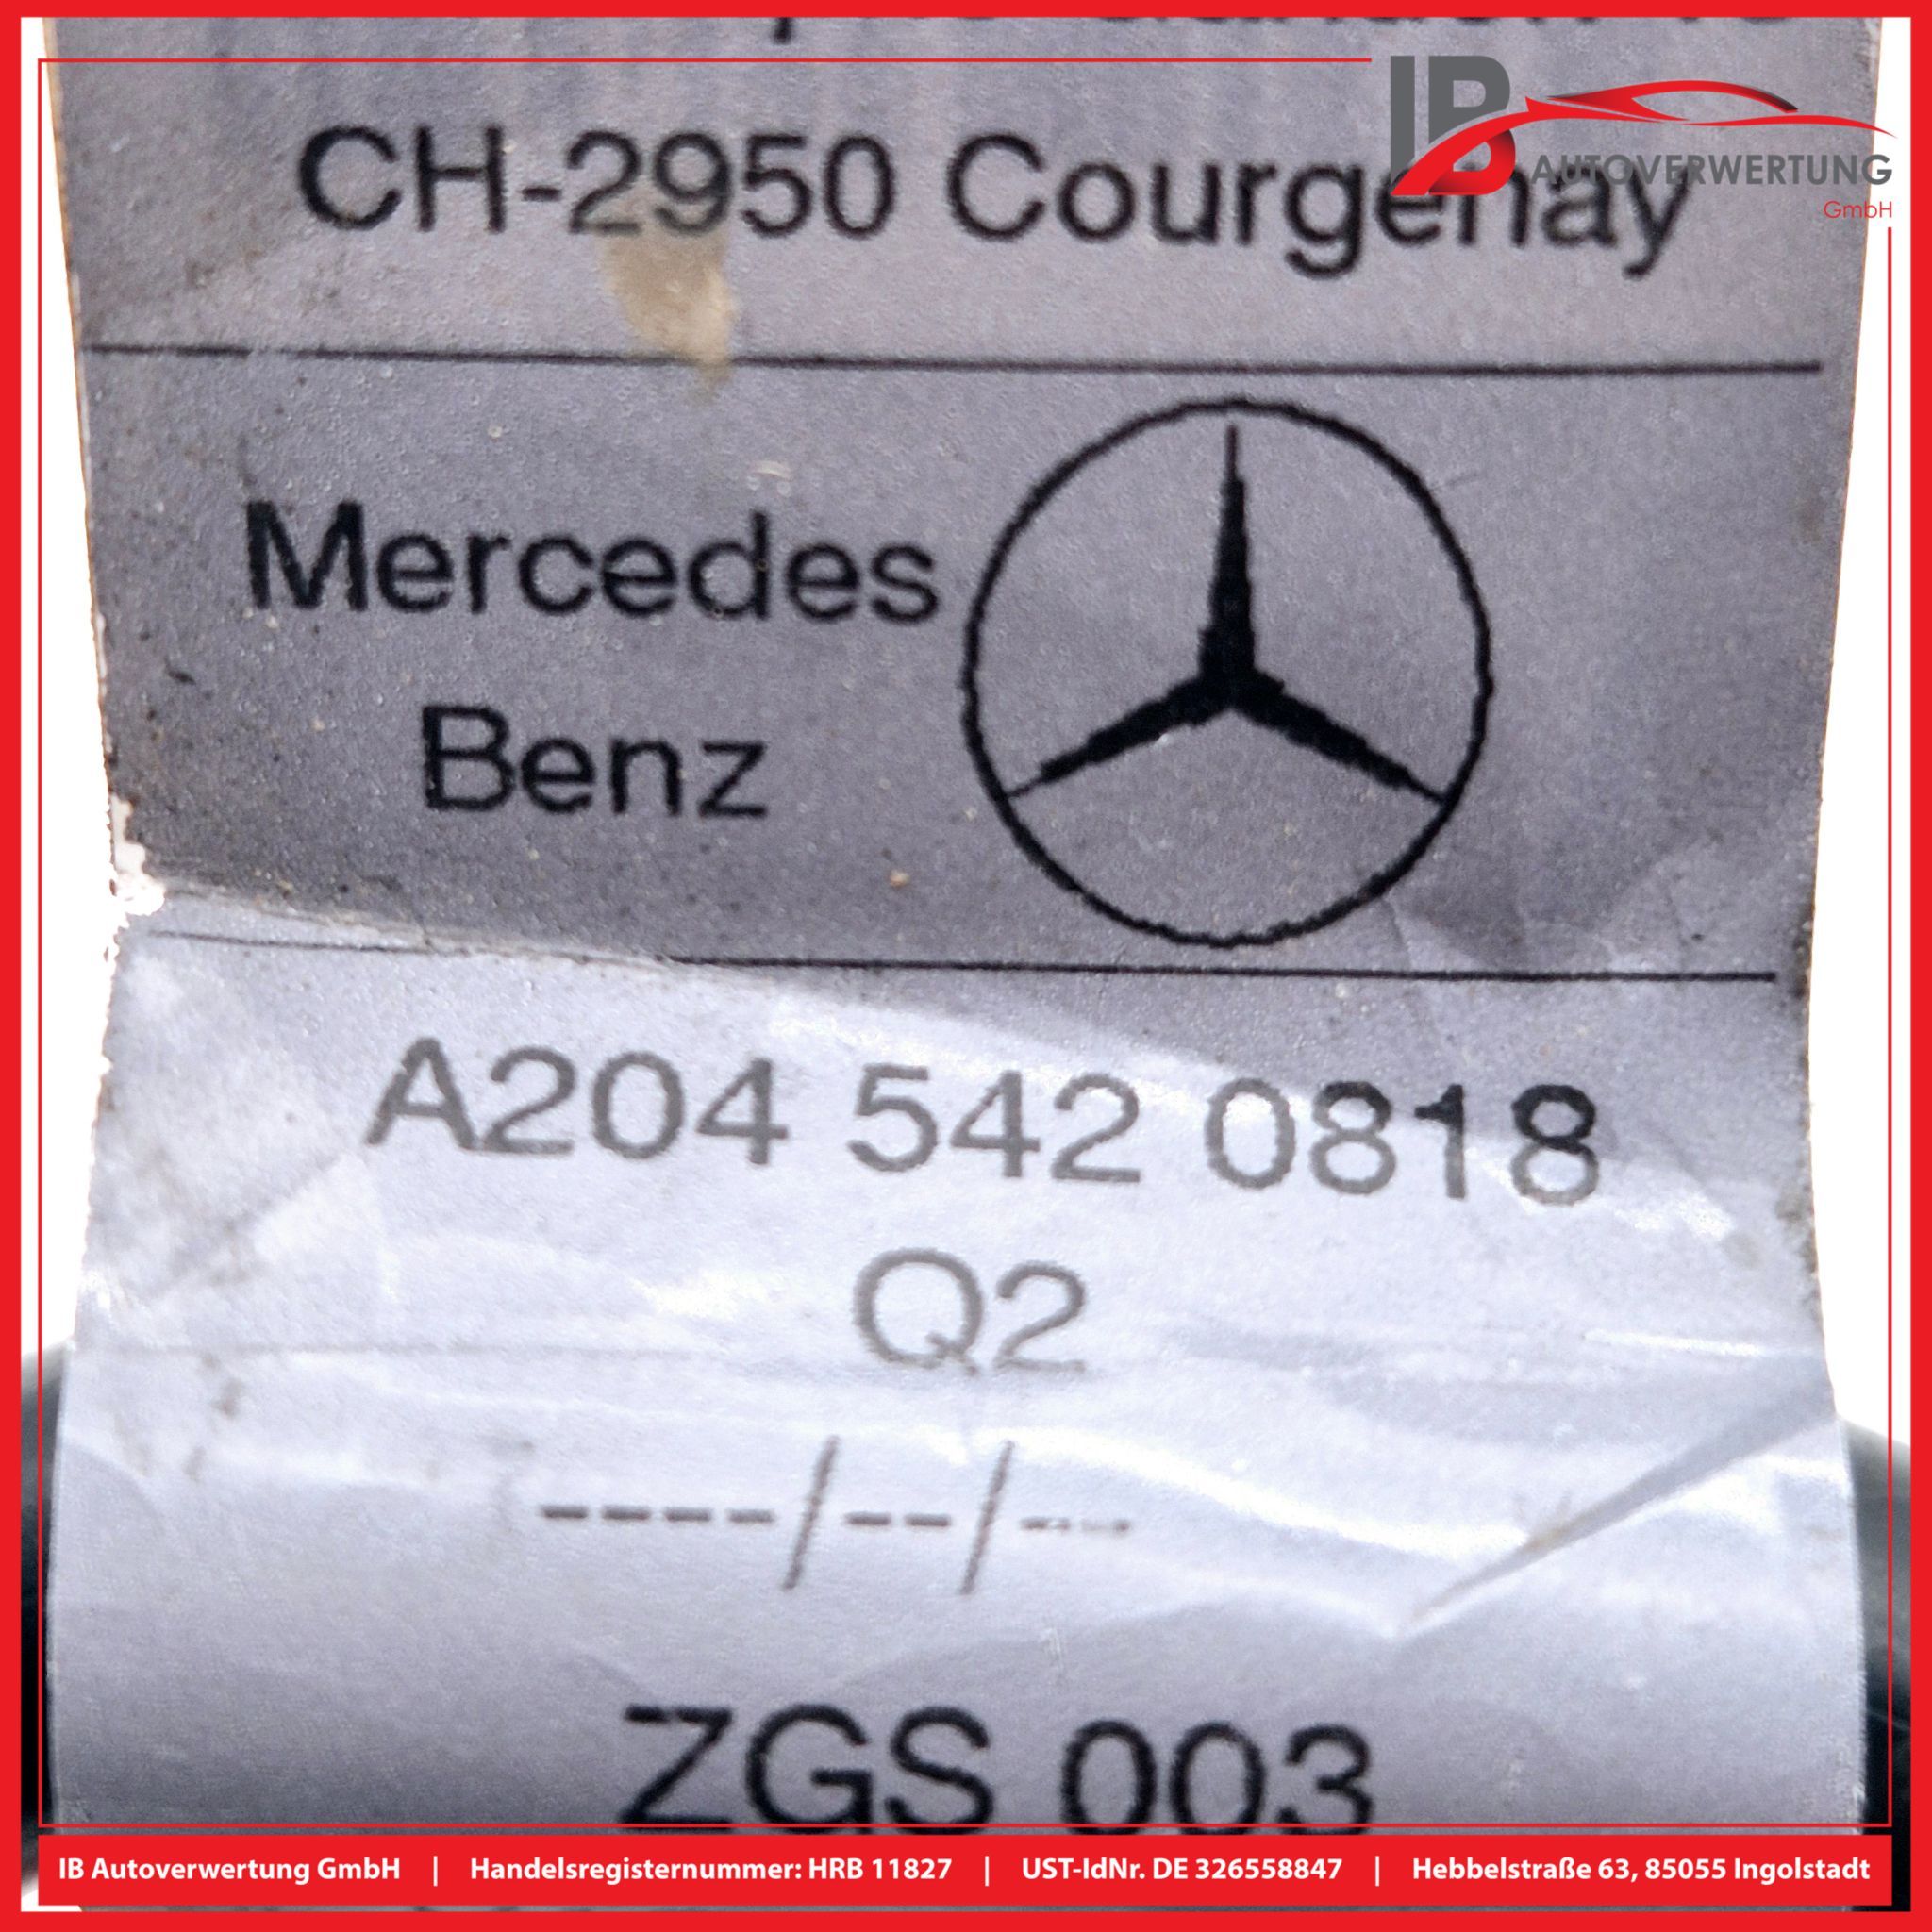 IB
AUTOVERWERTUNG
GmbH
CH-2950 Courgenay
Mercedes
Benz
A204 542 0818
Q2
----/--/--
ZGS 003
IB Autoverwertung GmbH | Handelsregisternummer: HRB 11827 | UST-IdNr. DE 326558847 | Hebbelstraße 63, 85055 Ingolstadt